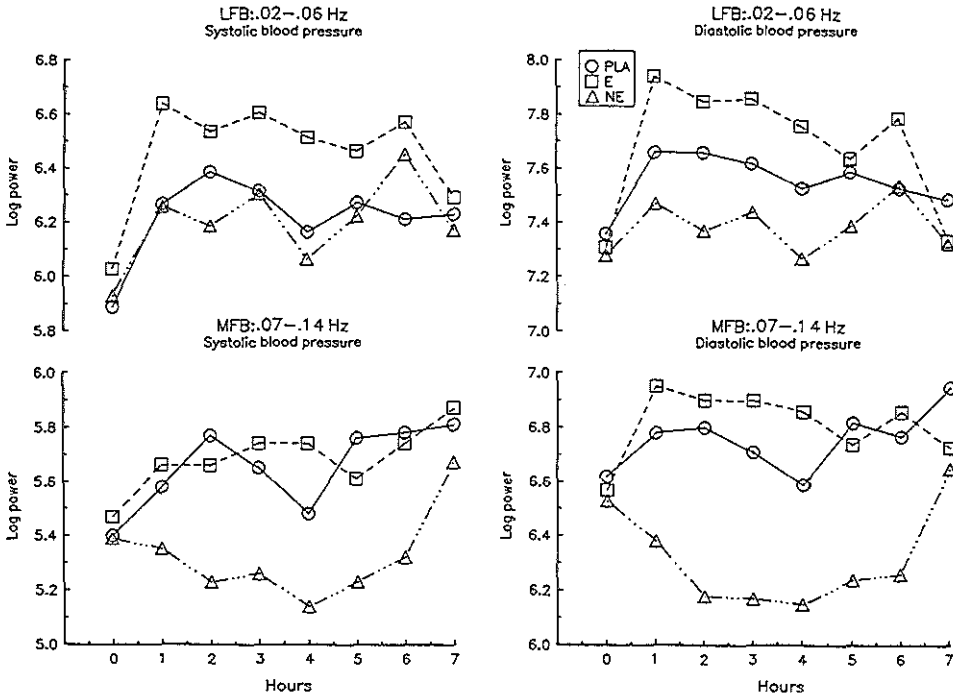 LFB:.02-.06 Hz
Systolic blood pressure
6.8
6.6
6.4
6.2
6.0
5.8
Log power
LFB:.02-.06 Hz
Diastolic blood pressure
8.0
7.8
7.6
7.4
7.2
7.0
Log power
PLA
E
NE
MFB:.07-.14 Hz
Systolic blood pressure
6.0
5.8
5.6
5.4
5.2
5.0
Log power
0 1 2 3 4 5 6 7
Hours
MFB:.07-.14 Hz
Diastolic blood pressure
7.0
6.8
6.6
6.4
6.2
6.0
Log power
0 1 2 3 4 5 6 7
Hours